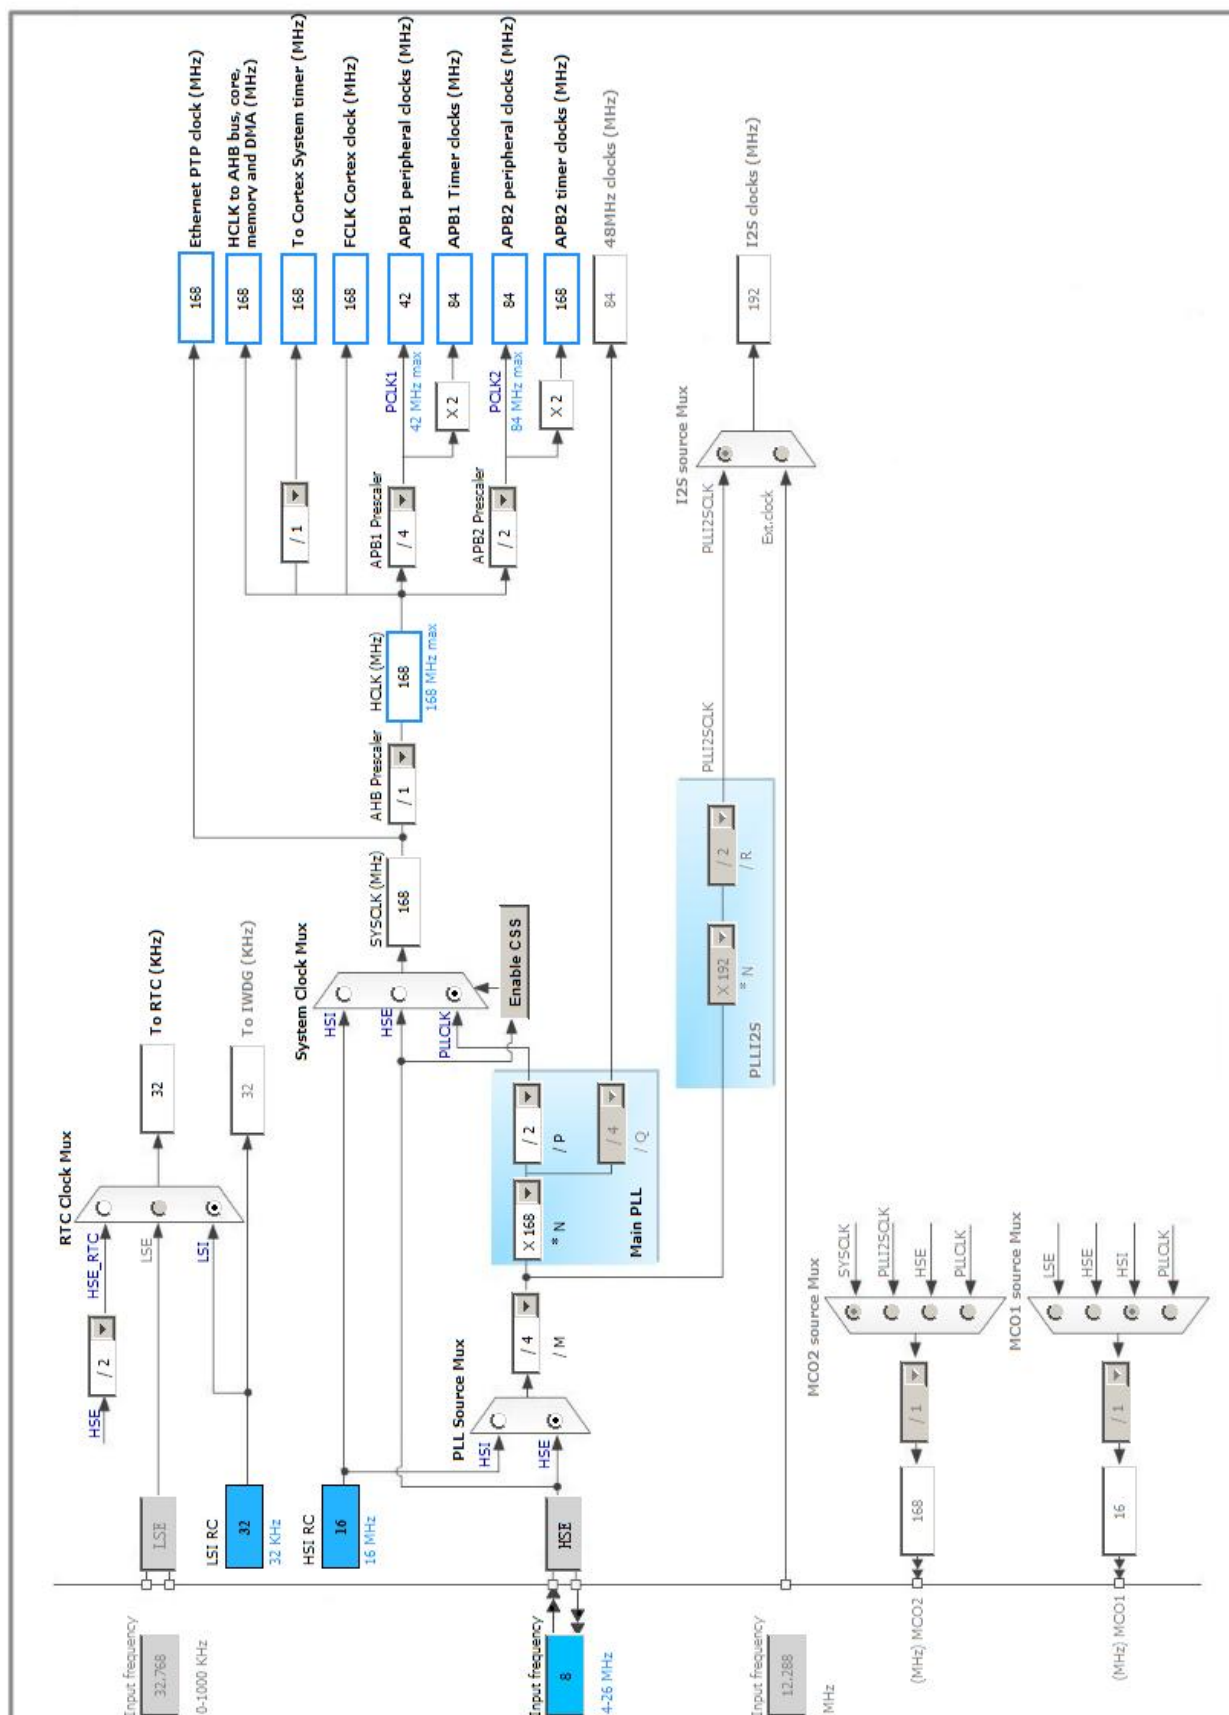 Input frequency
32.768
0-1000 KHz
LSE
HSE
/ 2
HSE_RTC
LSE
LSI
RTC Clock Mux
32
To RTC (KHz)
LSI RC
32
32 KHz
32
To IWDG (KHz)
HSI RC
16
16 MHz
System Clock Mux
HSI
HSE
PLLCLK
Enable CSS
SYSCLK (MHz)
168
AHB Prescaler
/ 1
HCLK (MHz)
168
168 MHz max
168
Ethernet PTP clock (MHz)
168
HCLK to AHB bus, core,
memory and DMA (MHz)
/ 1
168
To Cortex System timer (MHz)
168
FCLK Cortex clock (MHz)
APB1 Prescaler
/ 4
PCLK1
42 MHz max
42
APB1 peripheral clocks (MHz)
X 2
84
APB1 Timer clocks (MHz)
APB2 Prescaler
/ 2
PCLK2
84 MHz max
84
APB2 peripheral clocks (MHz)
X 2
168
APB2 timer clocks (MHz)
84
48MHz clocks (MHz)
Input frequency
8
4-26 MHz
HSE
PLL Source Mux
HSI
HSE
/ 4
/ M
X 168
* N
/ 2
/ P
/ 4
/ Q
Main PLL
PLLI2S
X 192
* N
/ 2
/ R
PLLI2SCLK
PLLI2SCLK
I2S source Mux
Ext.clock
192
I2S clocks (MHz)
Input frequency
12.288
MHz
MCO2 source Mux
SYSCLK
PLLI2SCLK
HSE
PLLCLK
/ 1
168
(MHz) MCO2
MCO1 source Mux
LSE
HSE
HSI
PLLCLK
/ 1
16
(MHz) MCO1